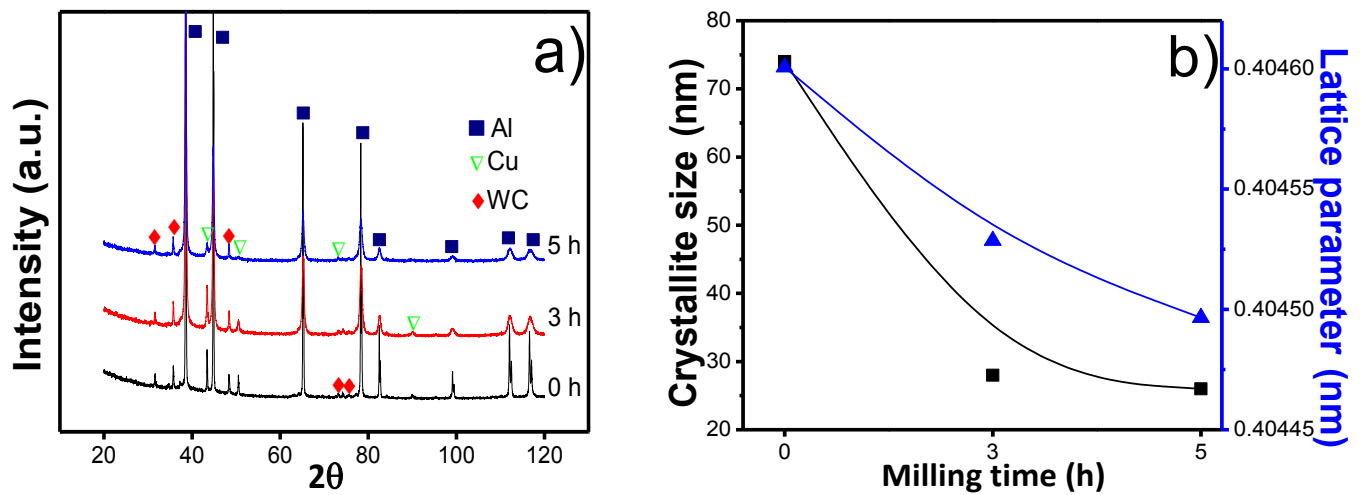 a)
Al
Cu
WC
5 h
3 h
0 h
Intensity (a.u.)
20 40 60 80 100 120
2θ
b)
80
70
60
50
40
30
20
Crystallite size (nm)
0.40460
0.40455
0.40450
0.40445
Lattice parameter (nm)
0 3 5
Milling time (h)